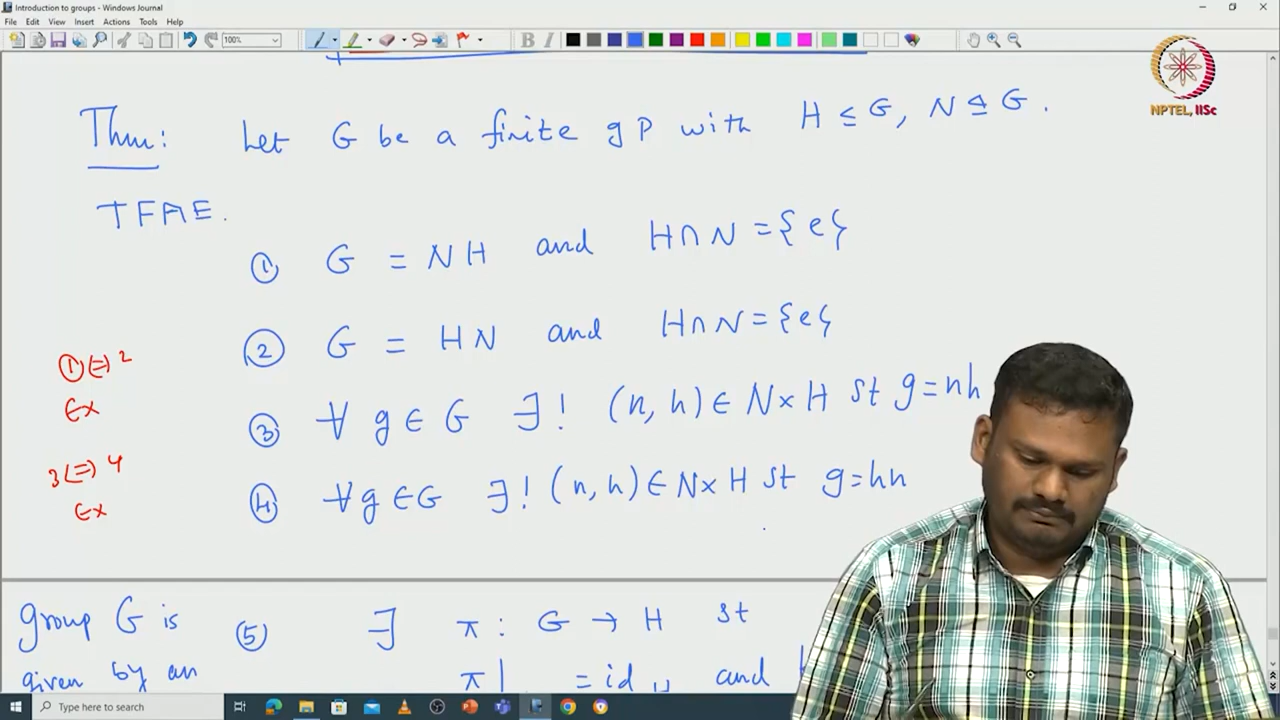 Introduction to groups - Windows Journal
File Edit View Insert Actions Tools Help
100%
B I
NPTEL, IISc
Thm: Let G be a finite gp with H ≤ G, N ⊴ G.
TFAE.
① G = NH and H∩N = {e}
② G = HN and H∩N = {e}
① (=) 2
Ex
③ ∀ g ∈ G ∃! (n, h) ∈ N×H st g = nh
3 (=) 4
Ex
④ ∀ g ∈ G ∃! (n, h) ∈ N×H st g = hn
group G is
given by an
⑤ ∃ π : G → H st
π| = id and
Type here to search